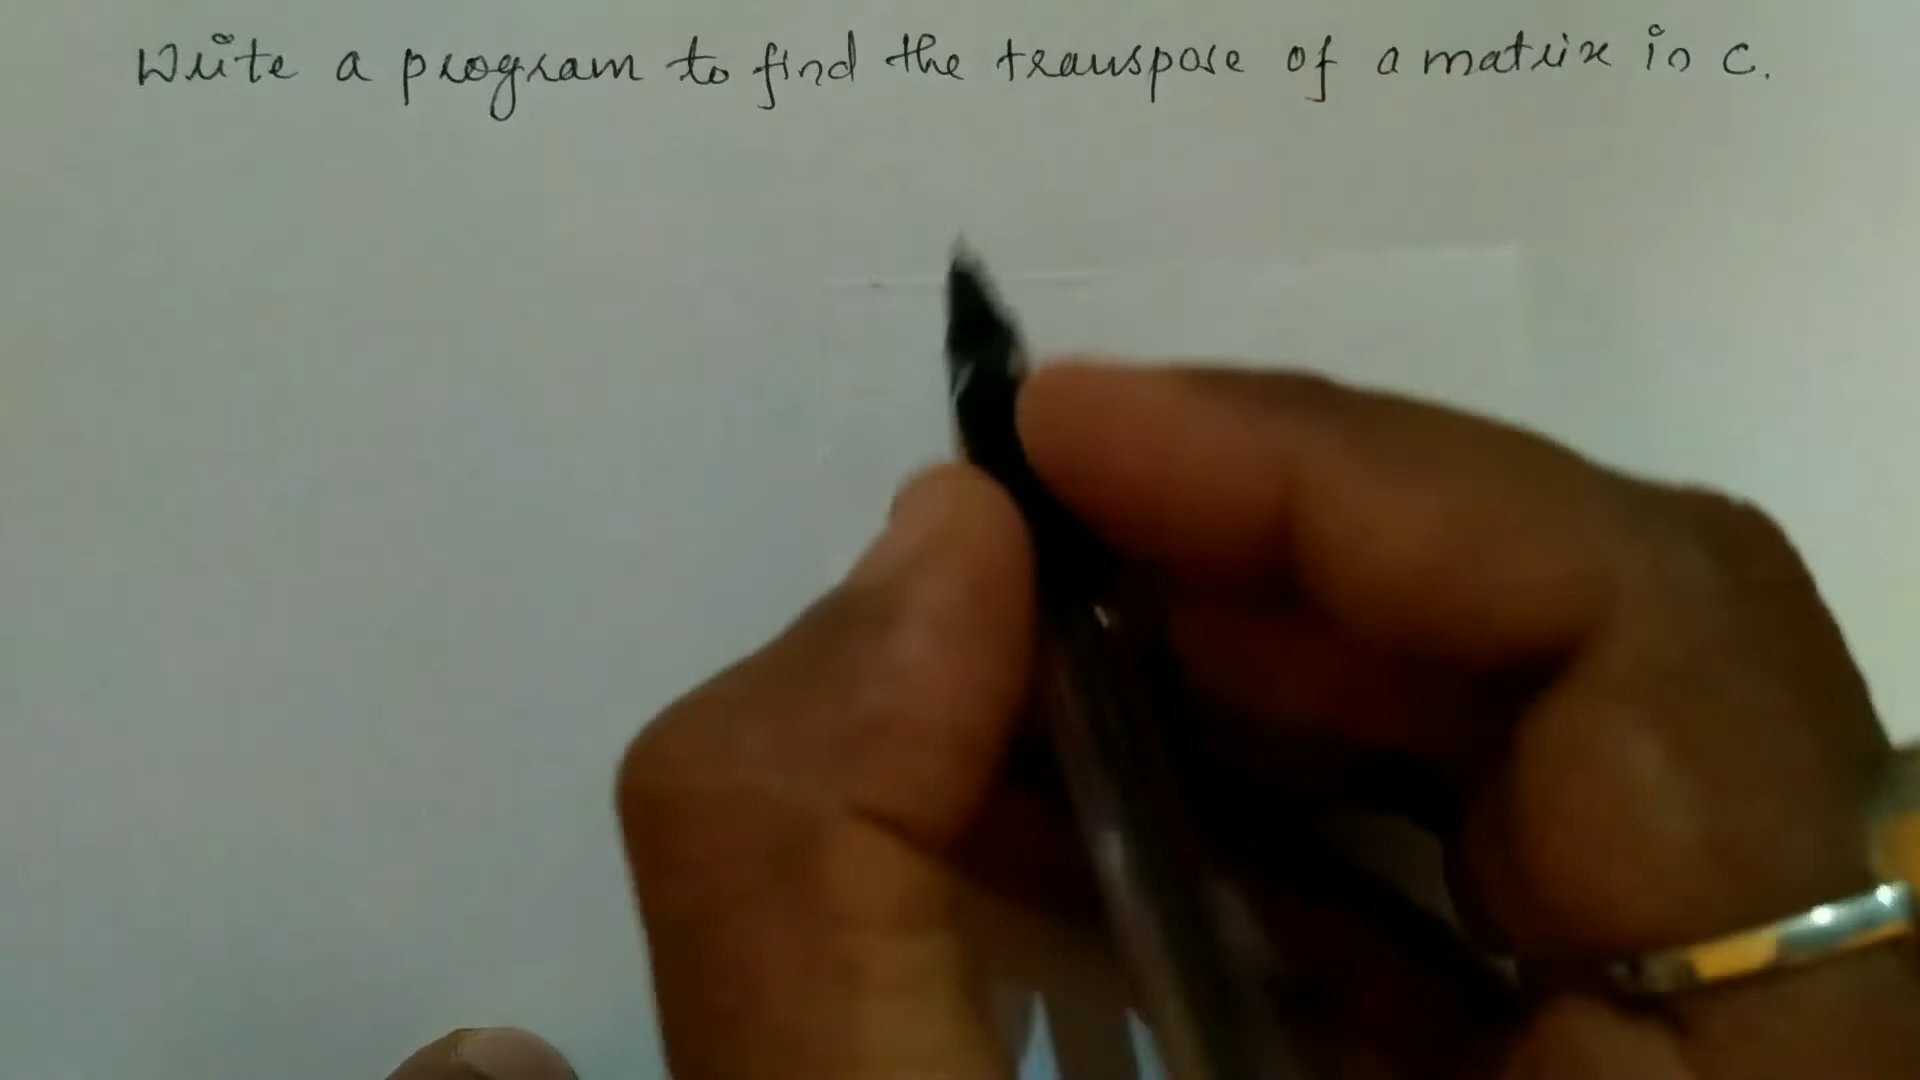 Write a program to find the transpose of a matrix in c.